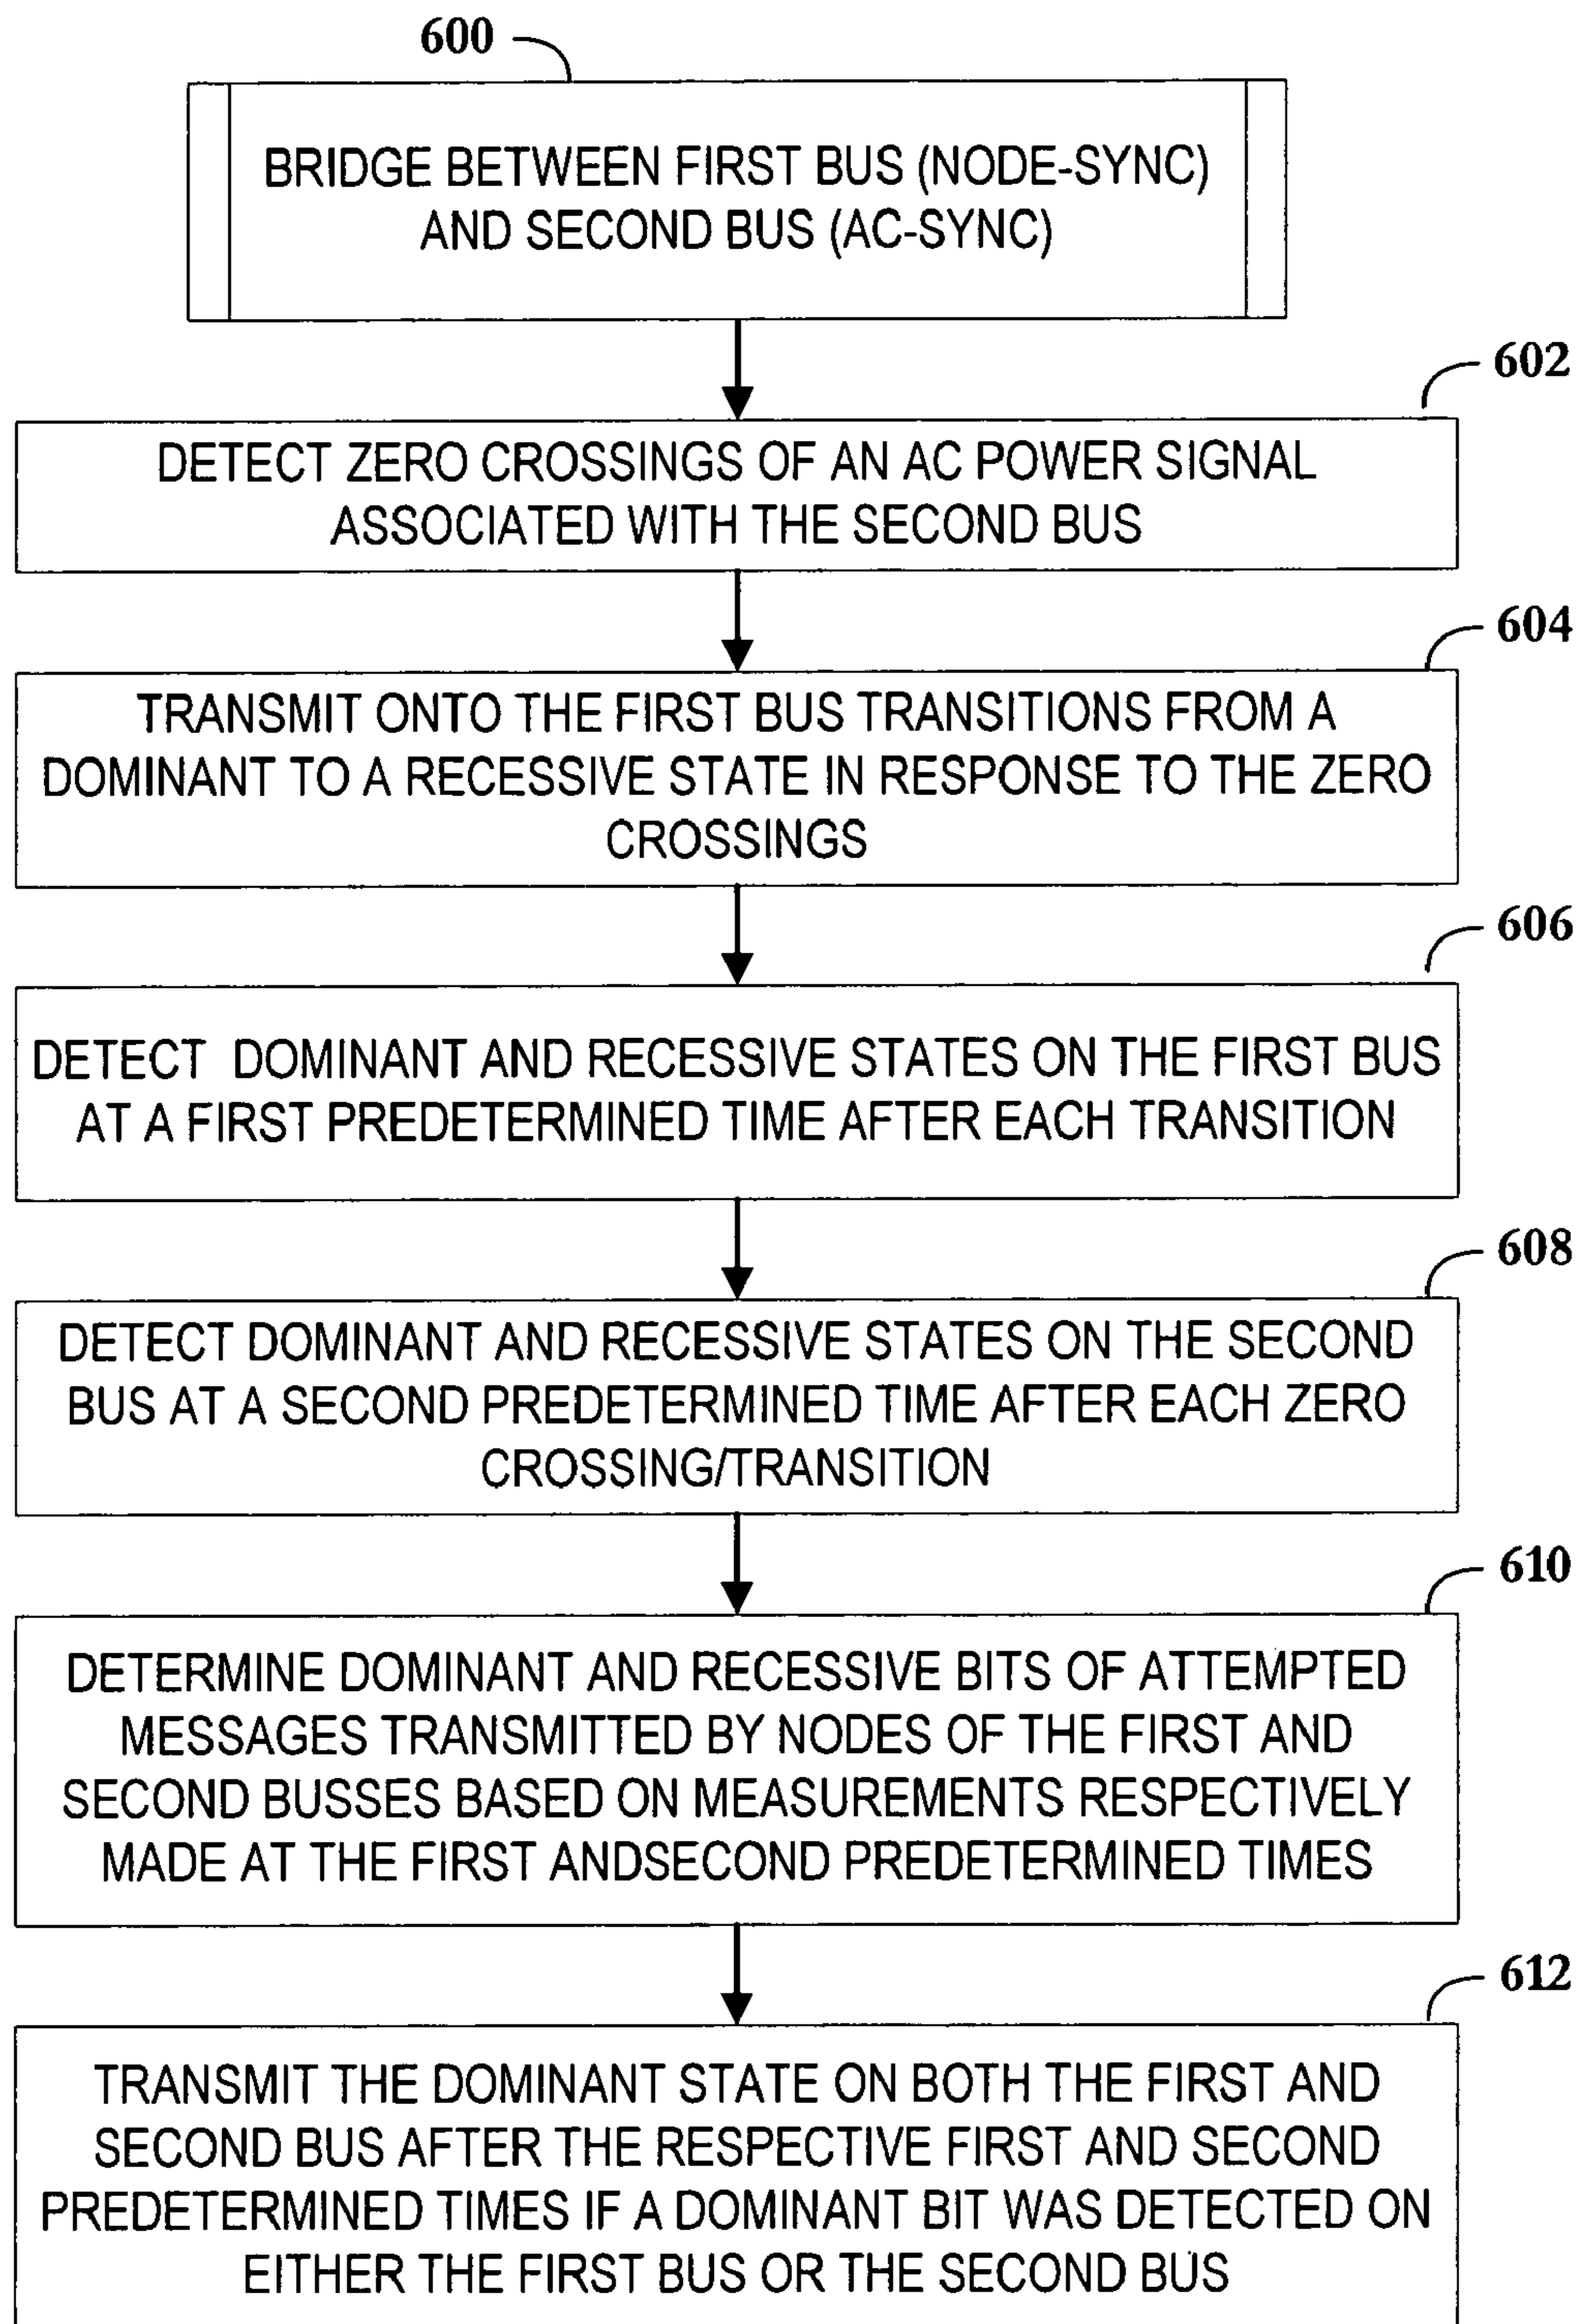 600
BRIDGE BETWEEN FIRST BUS (NODE-SYNC)
AND SECOND BUS (AC-SYNC)
602
DETECT ZERO CROSSINGS OF AN AC POWER SIGNAL
ASSOCIATED WITH THE SECOND BUS
604
TRANSMIT ONTO THE FIRST BUS TRANSITIONS FROM A
DOMINANT TO A RECESSIVE STATE IN RESPONSE TO THE ZERO
CROSSINGS
606
DETECT DOMINANT AND RECESSIVE STATES ON THE FIRST BUS
AT A FIRST PREDETERMINED TIME AFTER EACH TRANSITION
608
DETECT DOMINANT AND RECESSIVE STATES ON THE SECOND
BUS AT A SECOND PREDETERMINED TIME AFTER EACH ZERO
CROSSING/TRANSITION
610
DETERMINE DOMINANT AND RECESSIVE BITS OF ATTEMPTED
MESSAGES TRANSMITTED BY NODES OF THE FIRST AND
SECOND BUSSES BASED ON MEASUREMENTS RESPECTIVELY
MADE AT THE FIRST ANDSECOND PREDETERMINED TIMES
612
TRANSMIT THE DOMINANT STATE ON BOTH THE FIRST AND
SECOND BUS AFTER THE RESPECTIVE FIRST AND SECOND
PREDETERMINED TIMES IF A DOMINANT BIT WAS DETECTED ON
EITHER THE FIRST BUS OR THE SECOND BUS